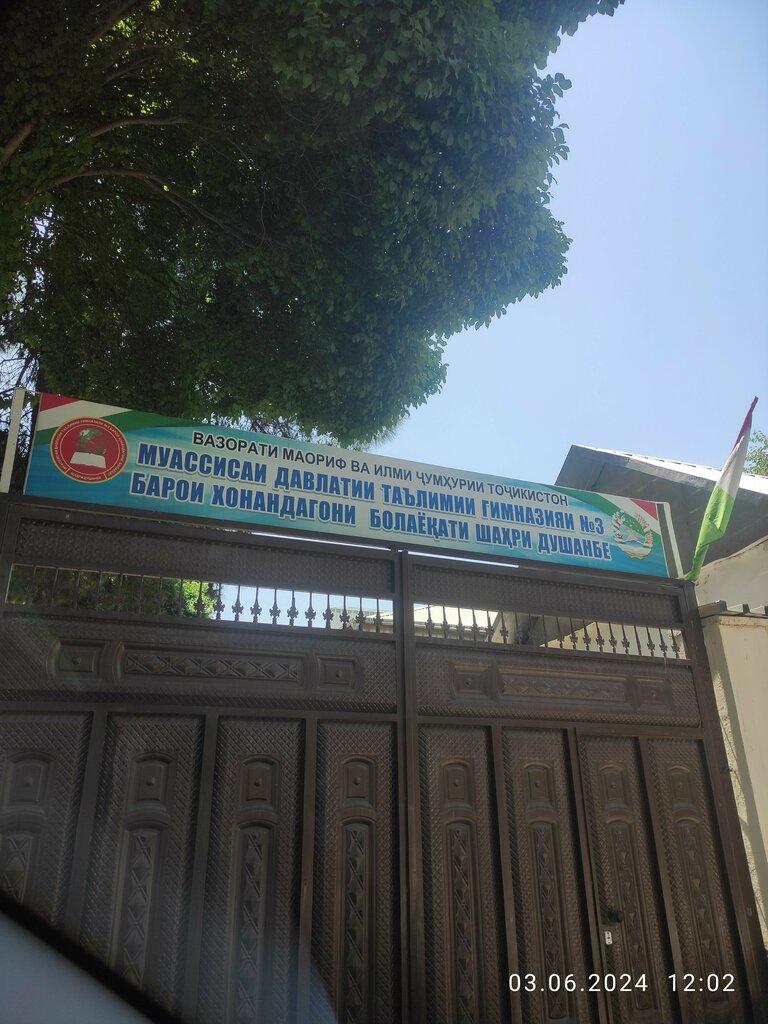 ВАЗОРАТИ МАОРИФ ВА ИЛМИ ҶУМҲУРИИ ТОҶИКИСТОН
МУАССИСАИ ДАВЛАТИИ ТАЪЛИМИИ ГИМНАЗИЯИ №3
БАРОИ ХОНАНДАГОНИ БОЛАЁҚАТИ ШАҲРИ ДУШАНБЕ
03.06.2024 12:02